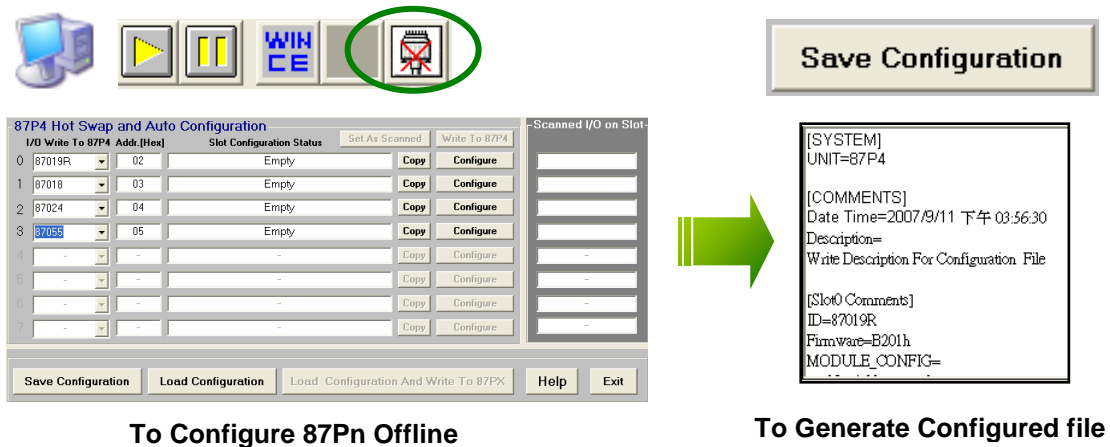 WIN
CE
Save Configuration
87P4 Hot Swap and Auto Configuration
I/O Write To 87P4 Addr.[Hex] Slot Configuration Status Set As Scanned Write To 87P4
0 87019R 02 Empty Copy Configure
1 87018 03 Empty Copy Configure
2 87024 04 Empty Copy Configure
3 87055 05 Empty Copy Configure
4 - - - Copy Configure
5 - - - Copy Configure
6 - - - Copy Configure
7 - - - Copy Configure
Scanned I/O on Slot
-
-
-
-
Save Configuration Load Configuration Load Configuration And Write To 87PX Help Exit
[SYSTEM]
UNIT=87P4
[COMMENTS]
Date Time=2007/9/11 下午 03:56:30
Description=
Write Description For Configuration File
[Slot0 Comments]
ID=87019R
Firmware=B201h
MODULE_CONFIG=
To Configure 87Pn Offline
To Generate Configured file